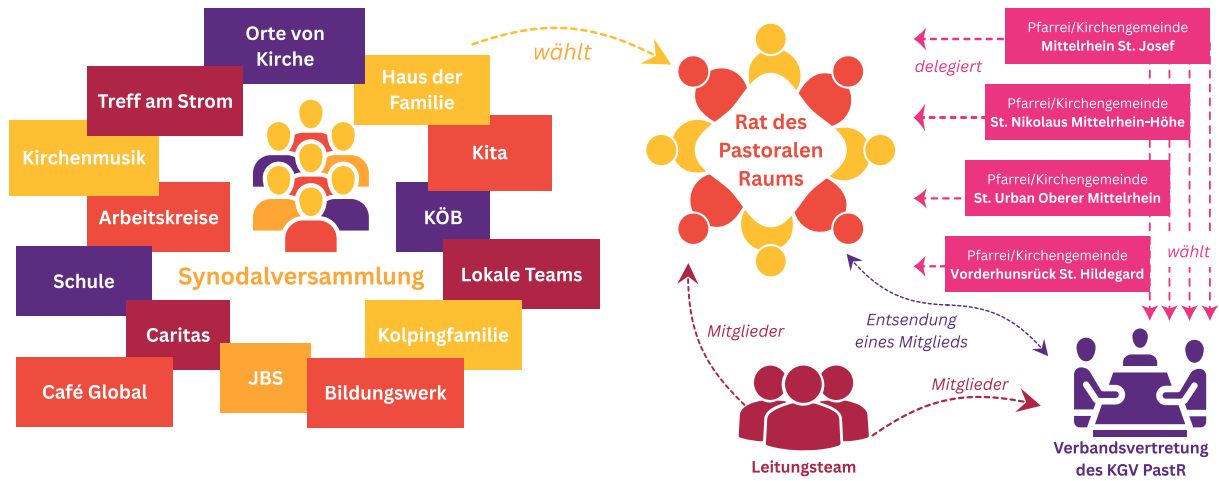 Orte von
Kirche
Treff am Strom
Haus der
Familie
Kirchenmusik
Kita
Arbeitskreise
KÖB
Schule
Synodalversammlung
Lokale Teams
Caritas
Kolpingfamilie
Café Global
JBS
Bildungswerk
wählt
Rat des
Pastoralen
Raums
delegiert
Pfarrei/Kirchengemeinde
Mittelrhein St. Josef
Pfarrei/Kirchengemeinde
St. Nikolaus Mittelrhein-Höhe
Pfarrei/Kirchengemeinde
St. Urban Oberer Mittelrhein
Pfarrei/Kirchengemeinde
Vorderhunsrück St. Hildegard
wählt
Mitglieder
Entsendung
eines Mitglieds
Mitglieder
Leitungsteam
Verbandsvertretung
des KGV PastR